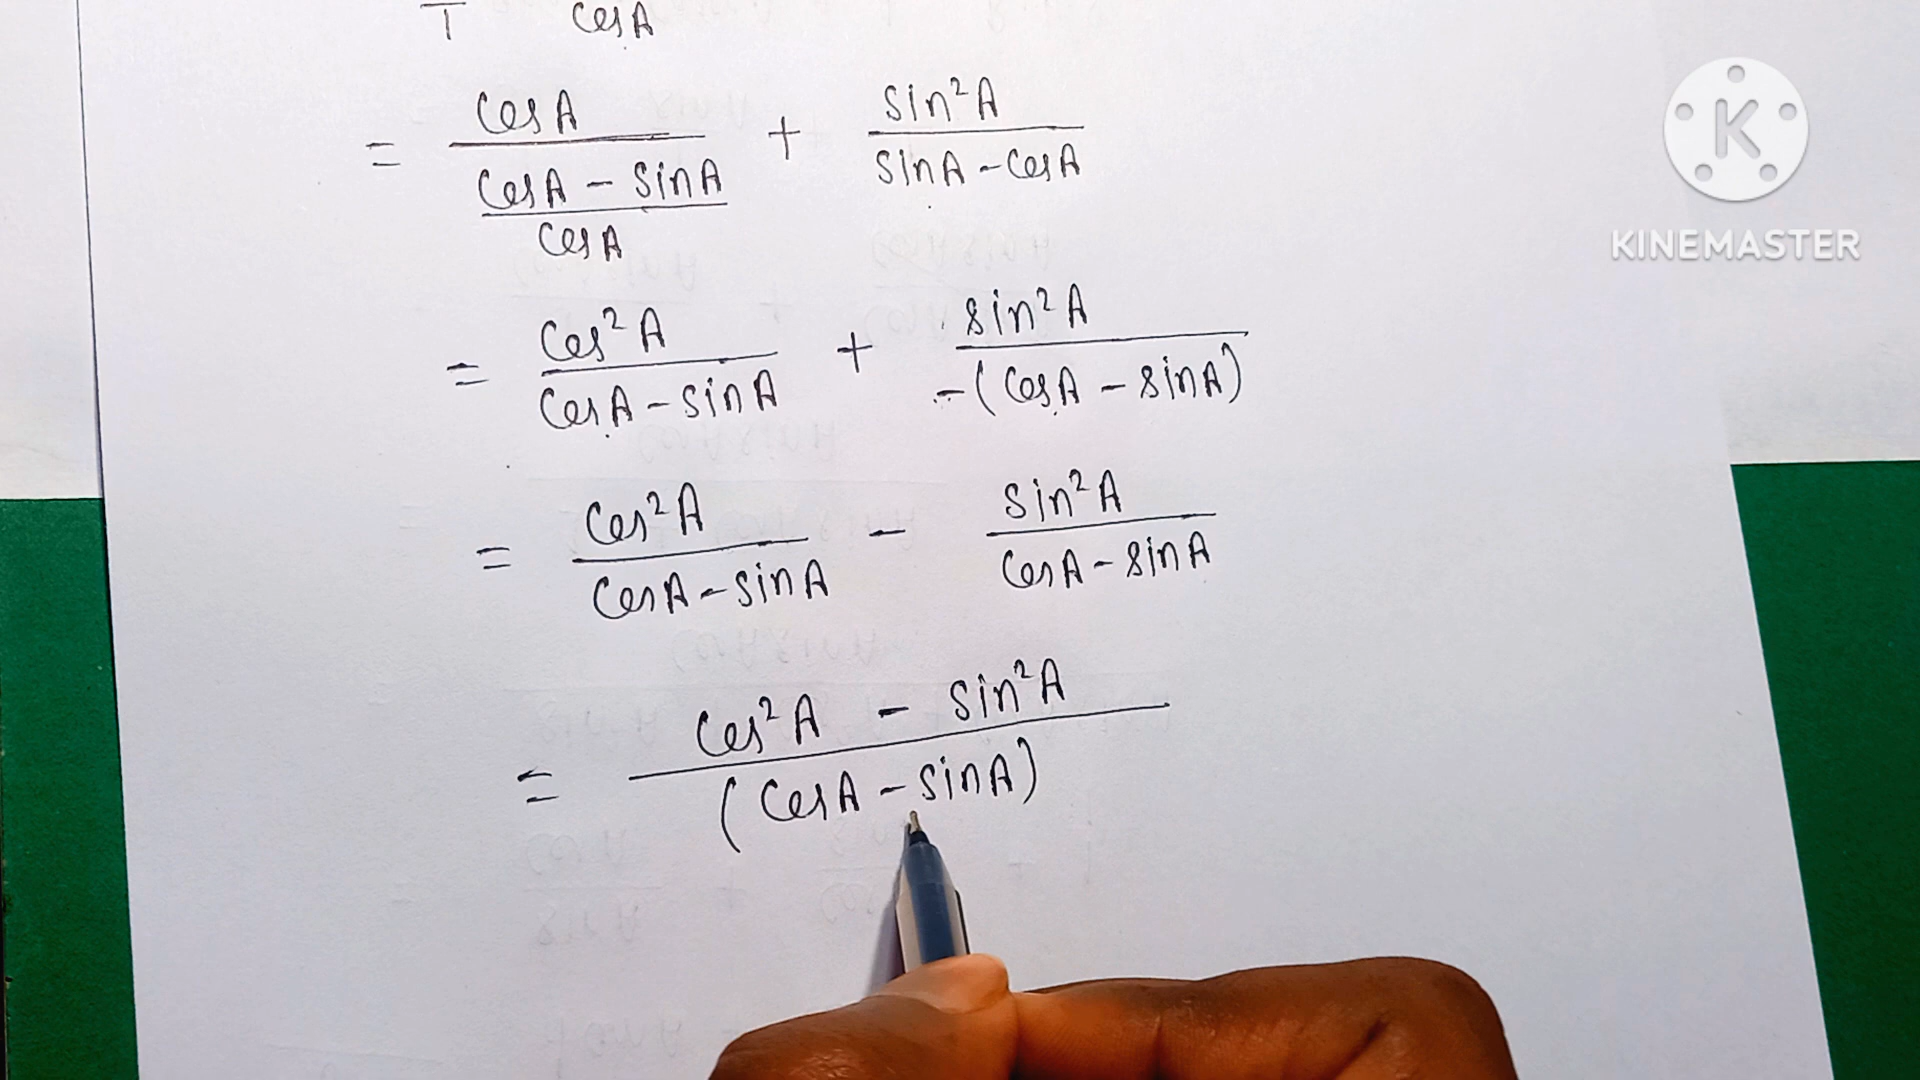 T cosA
= cosA / (cosA - sinA / cosA) + sin²A / sinA - cosA
= cos²A / cosA - sinA + sin²A / -(cosA - sinA)
= cos²A / cosA - sinA - sin²A / cosA - sinA
= cos²A - sin²A / (cosA - sinA)
K
KINEMASTER